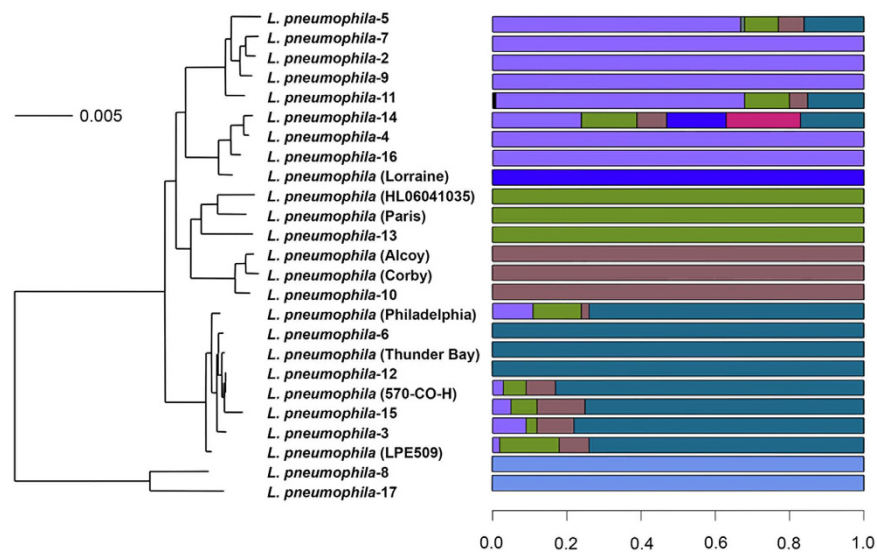 L. pneumophila-5
L. pneumophila-7
L. pneumophila-2
L. pneumophila-9
L. pneumophila-11
0.005
L. pneumophila-14
L. pneumophila-4
L. pneumophila-16
L. pneumophila (Lorraine)
L. pneumophila (HL06041035)
L. pneumophila (Paris)
L. pneumophila-13
L. pneumophila (Alcoy)
L. pneumophila (Corby)
L. pneumophila-10
L. pneumophila (Philadelphia)
L. pneumophila-6
L. pneumophila (Thunder Bay)
L. pneumophila-12
L. pneumophila (570-CO-H)
L. pneumophila-15
L. pneumophila-3
L. pneumophila (LPE509)
L. pneumophila-8
L. pneumophila-17
0.0 0.2 0.4 0.6 0.8 1.0